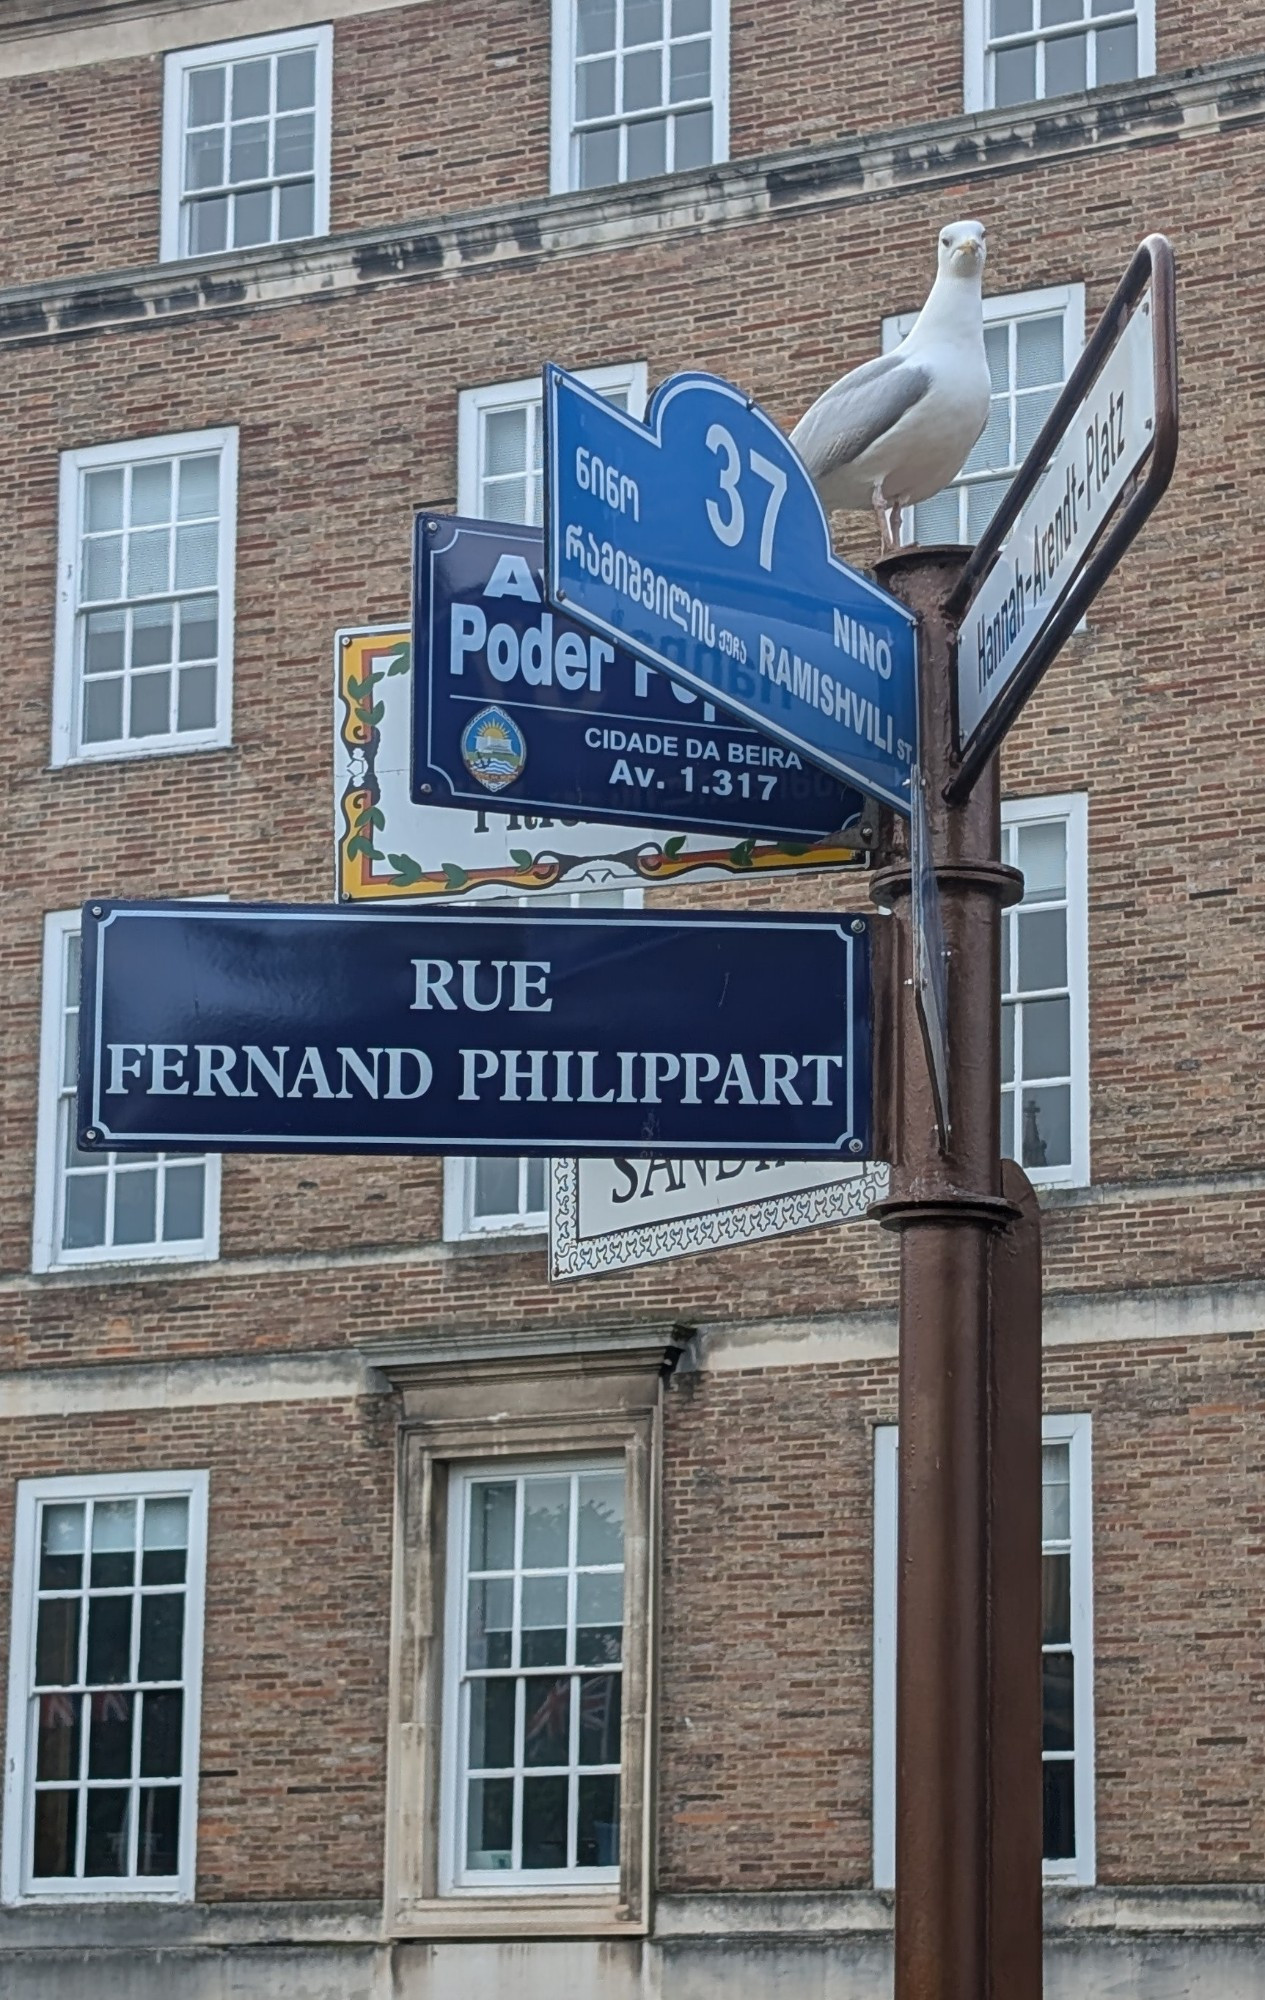 37
ნინო
რამიშვილის ქუჩა
NINO
RAMISHVILI ST
Hannah-Arendt-Platz
Poder
CIDADE DA BEIRA
Av. 1.317
RUE
FERNAND PHILIPPART